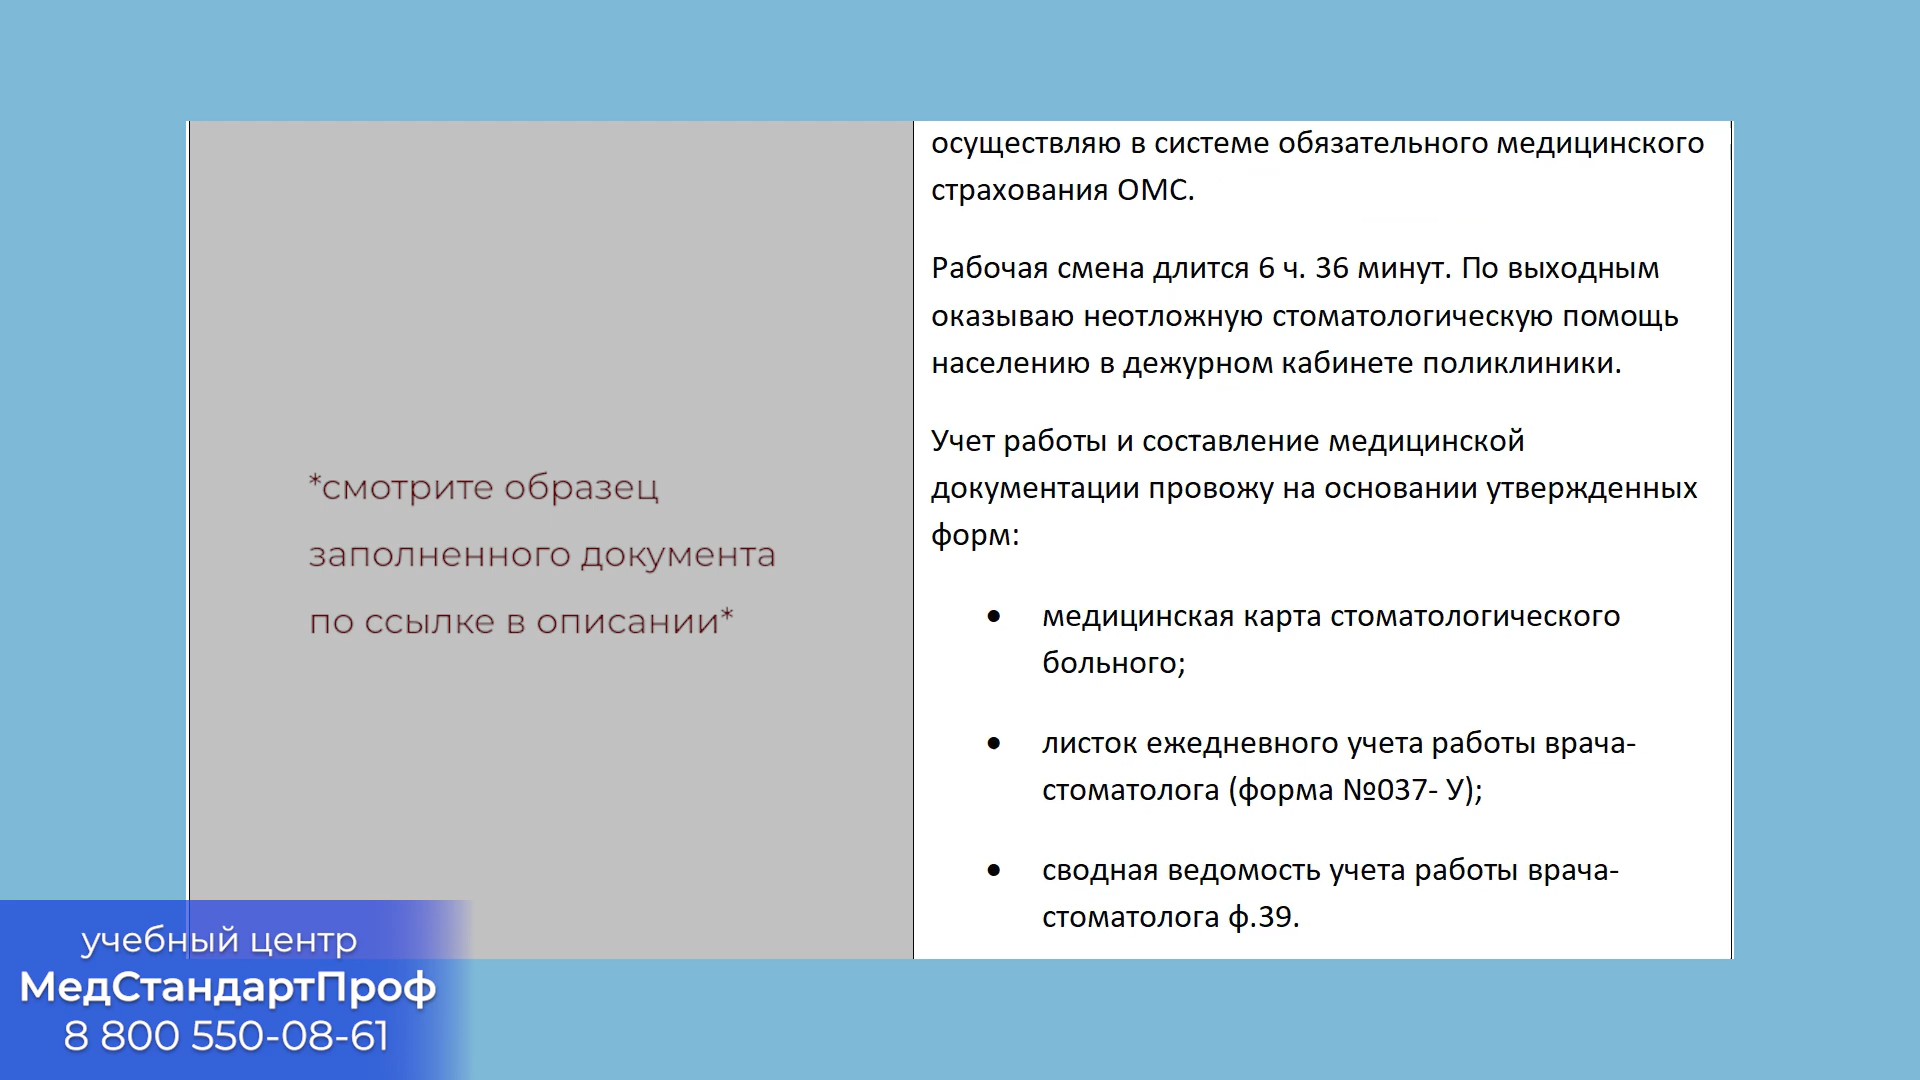 *смотрите образец
заполненного документа
по ссылке в описании*
осуществляю в системе обязательного медицинского
страхования ОМС.
Рабочая смена длится 6 ч. 36 минут. По выходным
оказываю неотложную стоматологическую помощь
населению в дежурном кабинете поликлиники.
Учет работы и составление медицинской
документации провожу на основании утвержденных
форм:
• медицинская карта стоматологического
больного;
• листок ежедневного учета работы врача-
стоматолога (форма №037- У);
• сводная ведомость учета работы врача-
стоматолога ф.39.
учебный центр
МедСтандартПроф
8 800 550-08-61